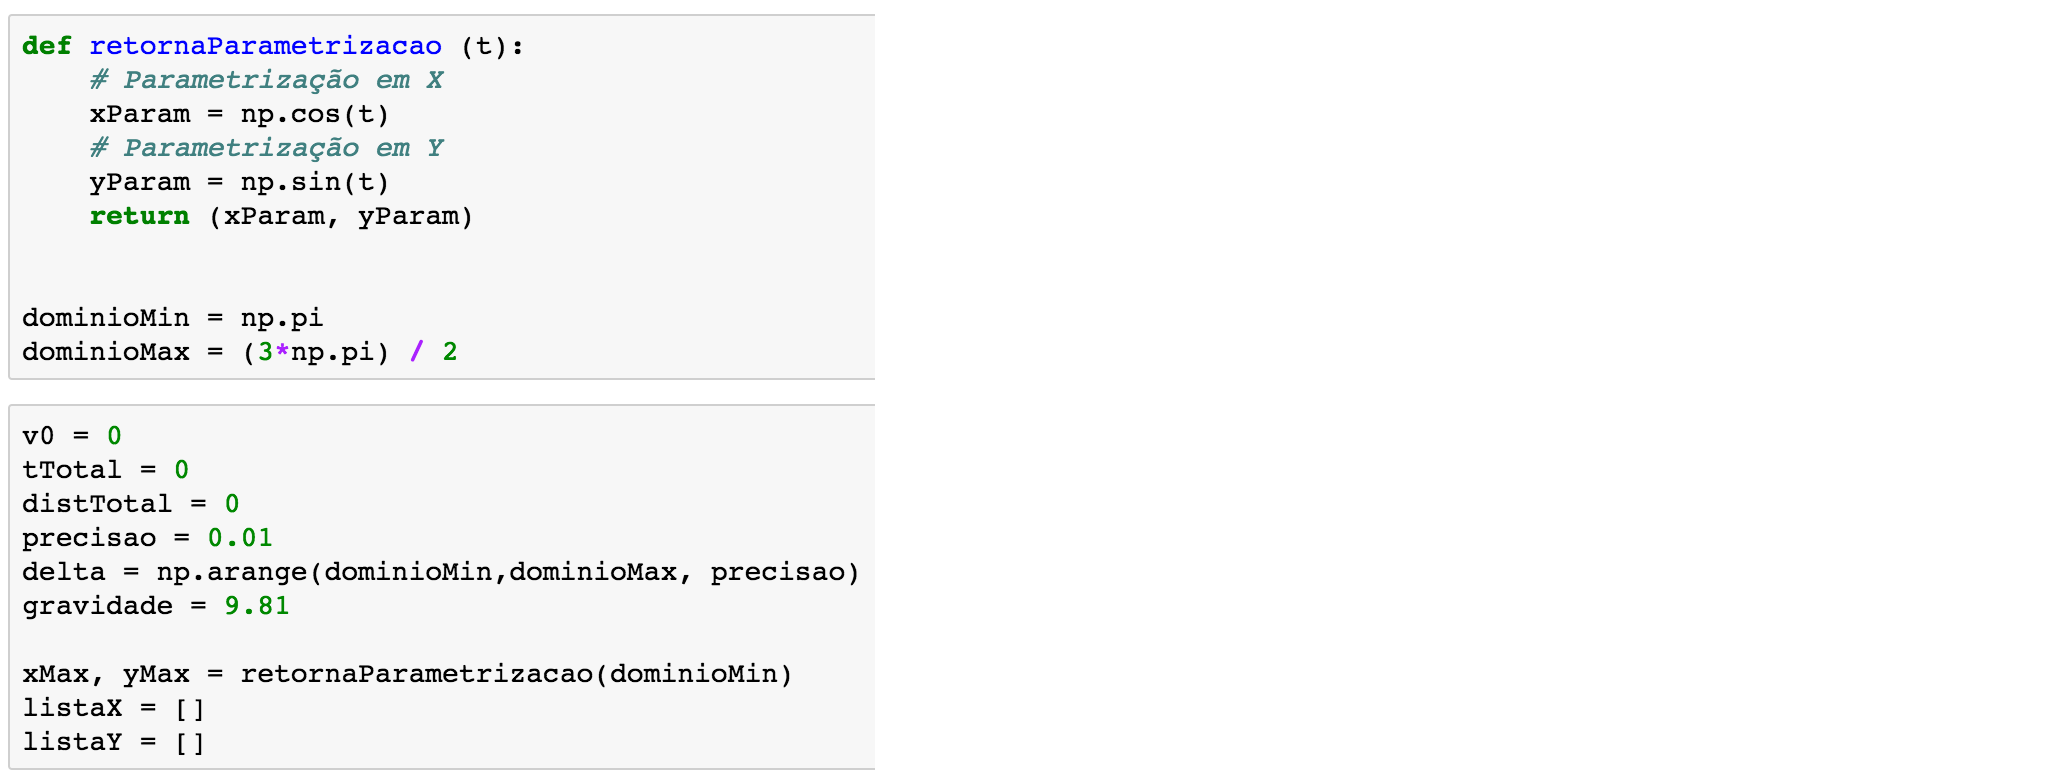 def retornaParametrizacao (t):
    # Parametrização em X
    xParam = np.cos(t)
    # Parametrização em Y
    yParam = np.sin(t)
    return (xParam, yParam)
dominioMin = np.pi
dominioMax = (3*np.pi) / 2
v0 = 0
tTotal = 0
distTotal = 0
precisao = 0.01
delta = np.arange(dominioMin,dominioMax, precisao)
gravidade = 9.81
xMax, yMax = retornaParametrizacao(dominioMin)
listaX = []
listaY = []